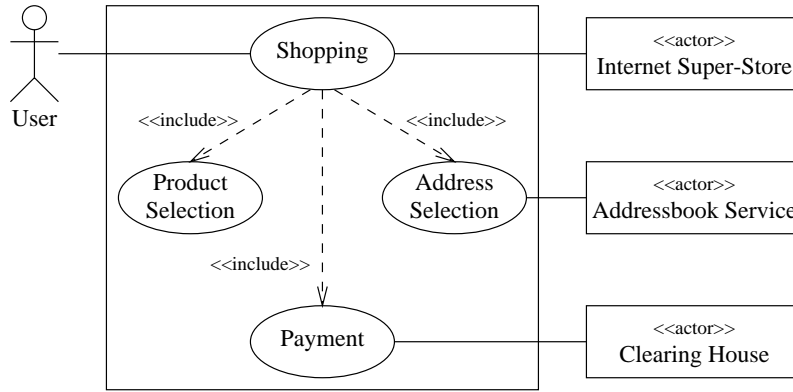 Shopping
<<actor>>
Internet Super-Store
User
<<include>>
<<include>>
Product
Selection
Address
Selection
<<actor>>
Addressbook Service
<<include>>
Payment
<<actor>>
Clearing House